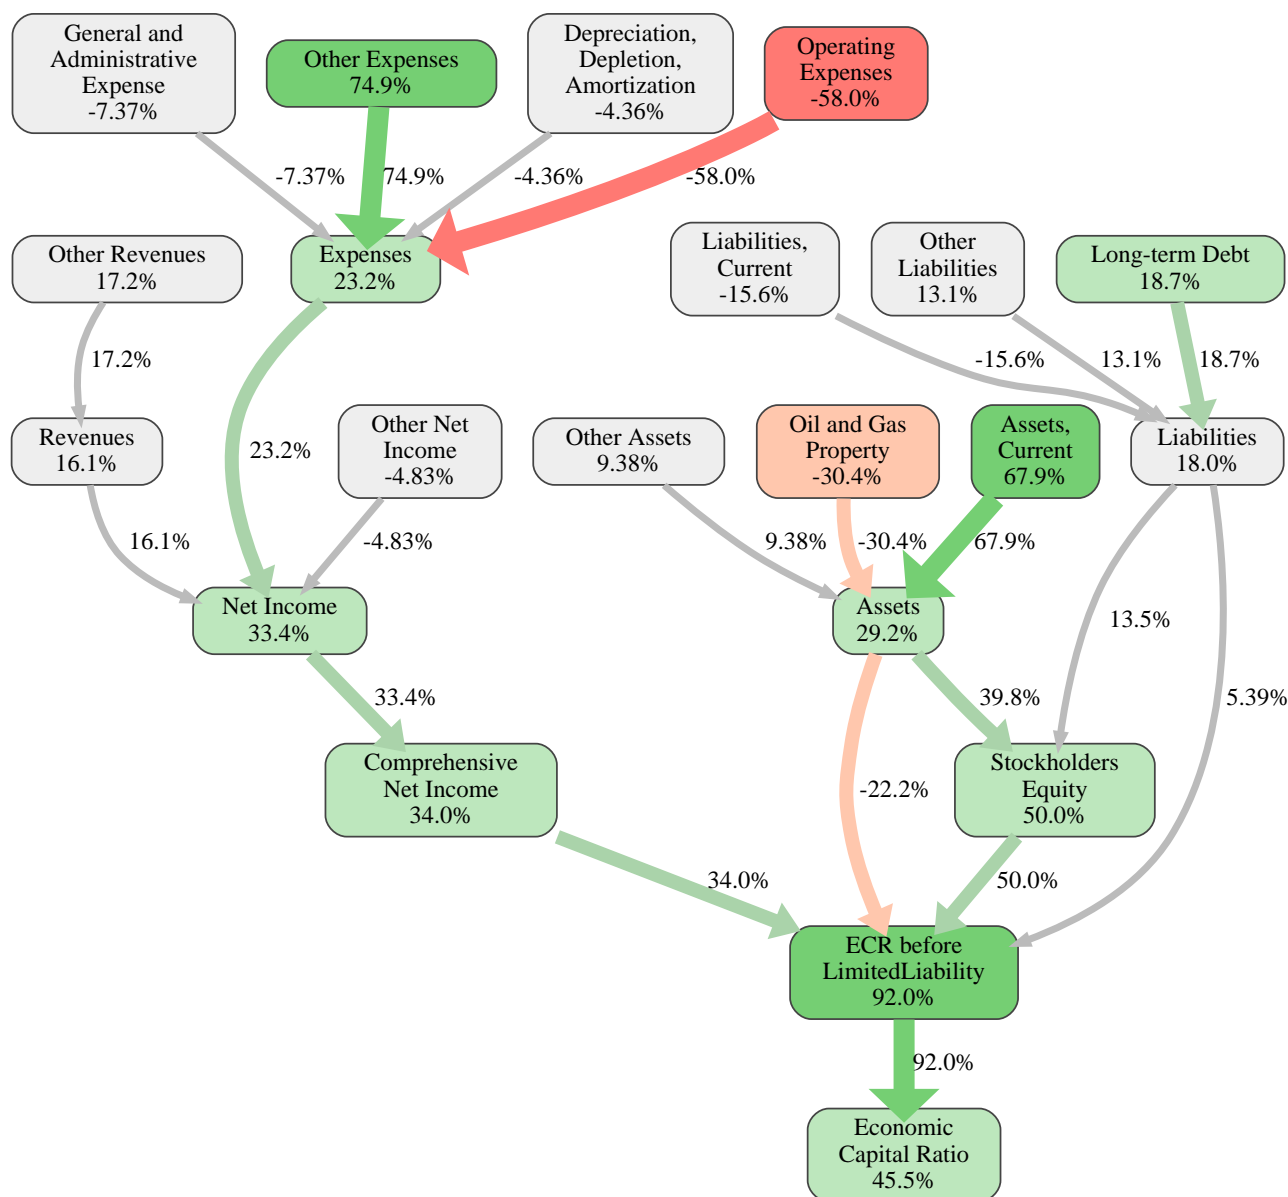 General and
Administrative
Expense
-7.37%
Other Expenses
74.9%
Depreciation,
Depletion,
Amortization
-4.36%
Operating
Expenses
-58.0%
-7.37%
74.9%
-4.36%
-58.0%
Other Revenues
17.2%
Expenses
23.2%
Liabilities,
Current
-15.6%
Other
Liabilities
13.1%
Long-term Debt
18.7%
17.2%
-15.6%
13.1%
18.7%
Revenues
16.1%
23.2%
Other Net
Income
-4.83%
Other Assets
9.38%
Oil and Gas
Property
-30.4%
Assets,
Current
67.9%
Liabilities
18.0%
16.1%
-4.83%
9.38%
-30.4%
67.9%
Net Income
33.4%
Assets
29.2%
13.5%
33.4%
39.8%
5.39%
Comprehensive
Net Income
34.0%
-22.2%
Stockholders
Equity
50.0%
34.0%
50.0%
ECR before
LimitedLiability
92.0%
92.0%
Economic
Capital Ratio
45.5%